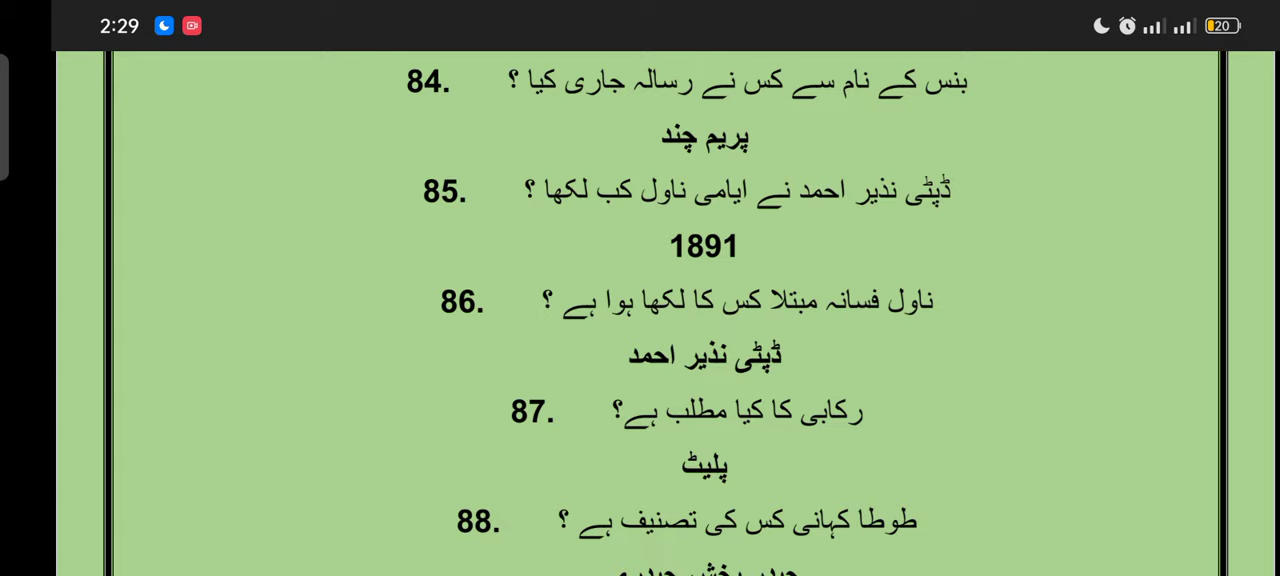 2:29
20
84. بنس کے نام سے کس نے رسالہ جاری کیا ؟
پریم چند
85. ڈپٹی نذیر احمد نے ایامی ناول کب لکھا ؟
1891
86. ناول فسانہ مبتلا کس کا لکھا ہوا ہے ؟
ڈپٹی نذیر احمد
87. رکابی کا کیا مطلب ہے؟
پلیٹ
88. طوطا کہانی کس کی تصنیف ہے ؟